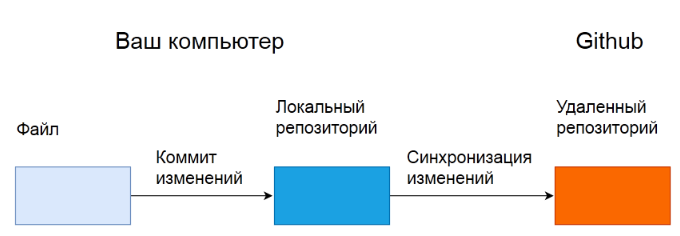 Ваш компьютер
Github
Файл
Локальный
репозиторий
Удаленный
репозиторий
Коммит
изменений
Синхронизация
изменений